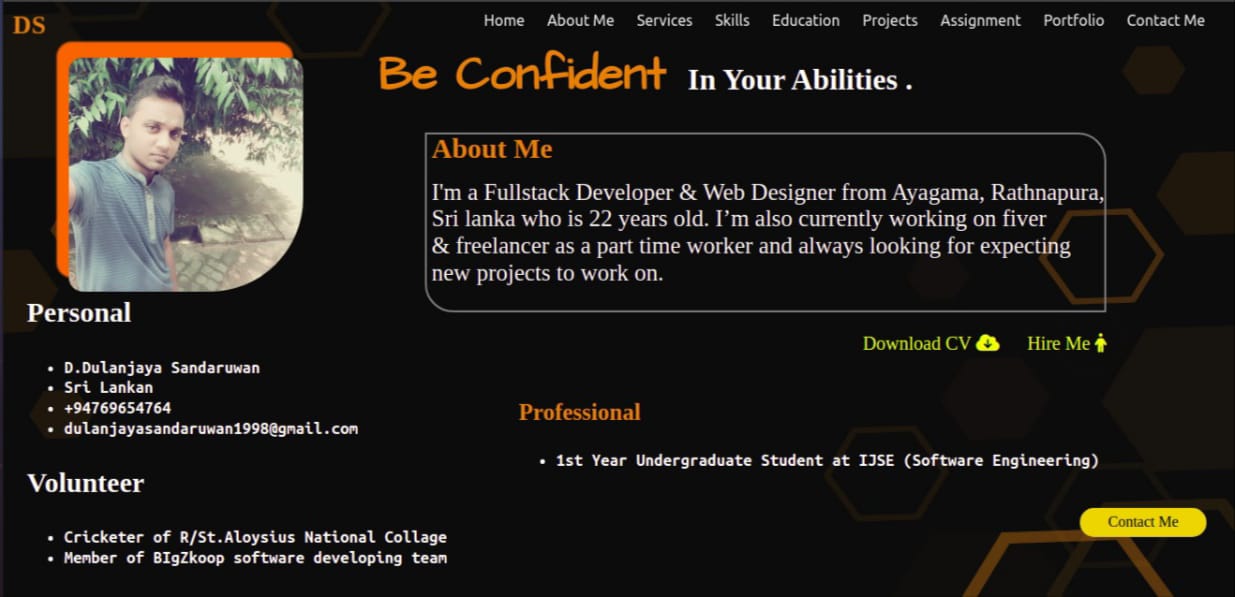 DS
Home About Me Services Skills Education Projects Assignment Portfolio Contact Me
Be Confident In Your Abilities .
About Me
I'm a Fullstack Developer & Web Designer from Ayagama, Rathnapura,
Sri lanka who is 22 years old. I’m also currently working on fiver
& freelancer as a part time worker and always looking for expecting
new projects to work on.
Download CV Hire Me
Personal
• D.Dulanjaya Sandaruwan
• Sri Lankan
• +94769654764
• dulanjayasandaruwan1998@gmail.com
Professional
• 1st Year Undergraduate Student at IJSE (Software Engineering)
Volunteer
• Cricketer of R/St.Aloysius National Collage
• Member of BIgZkoop software developing team
Contact Me